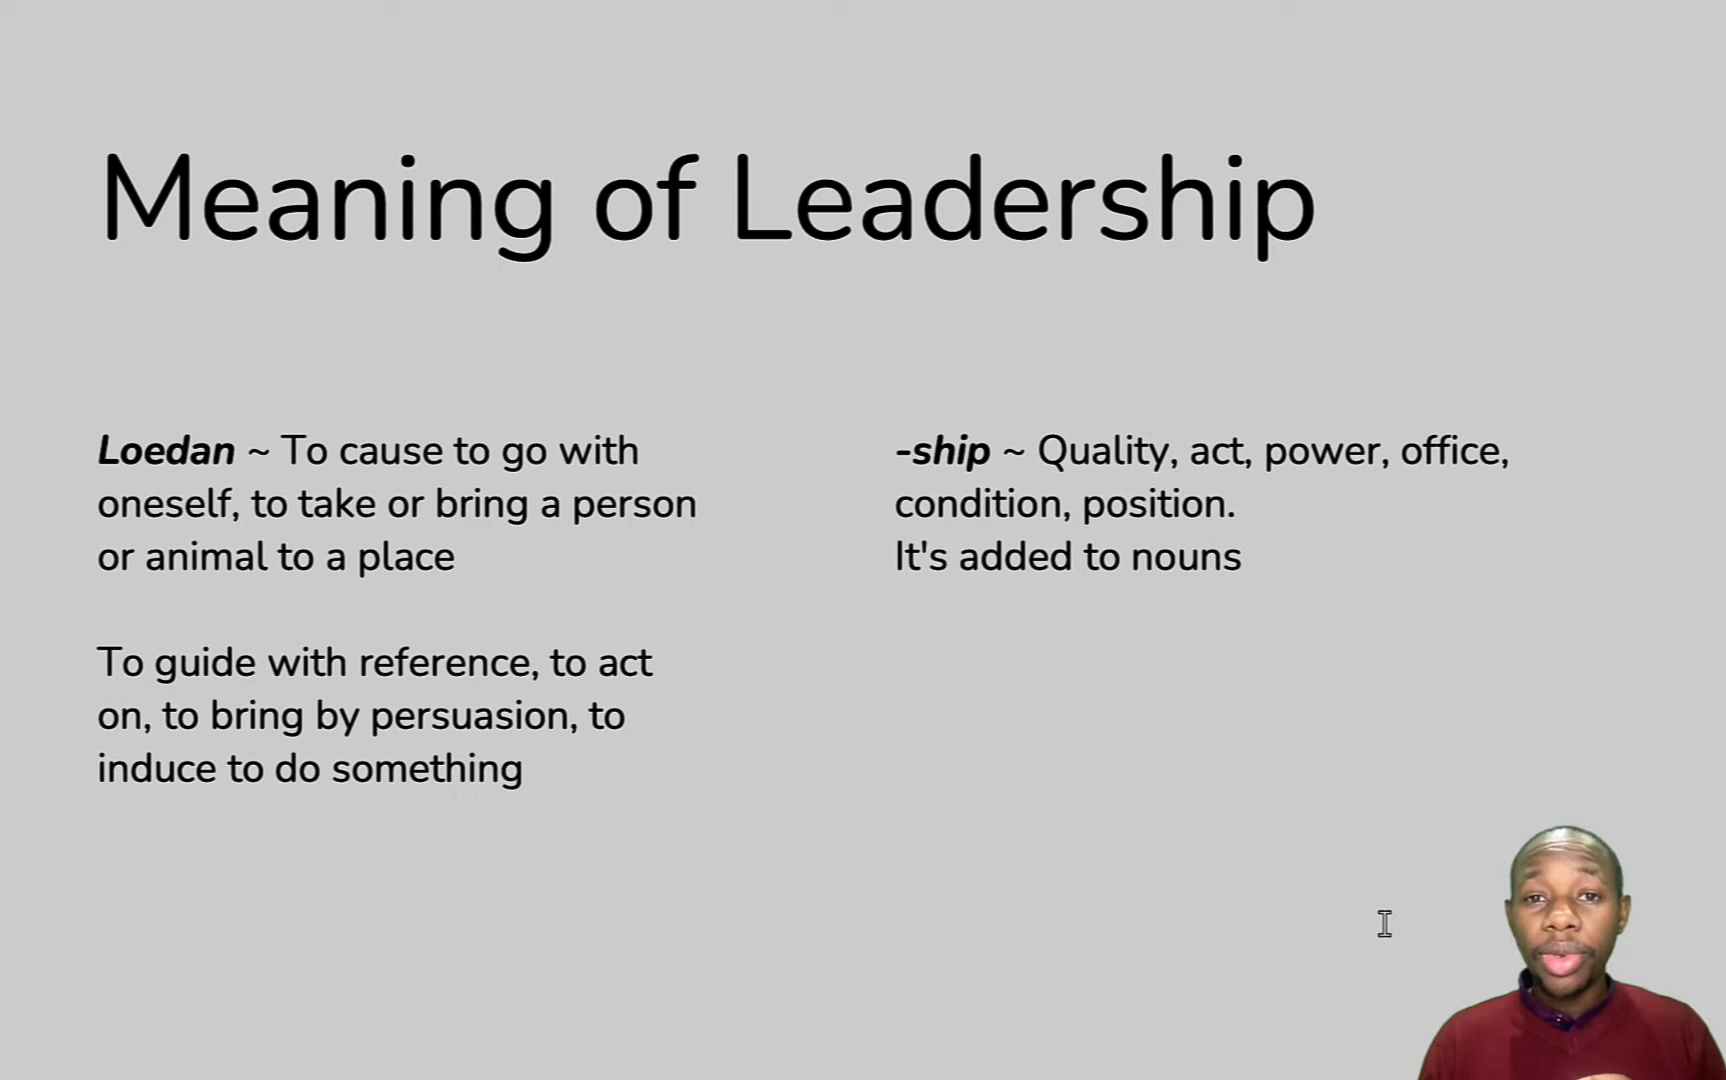 Meaning of Leadership
Loedan ~ To cause to go with
oneself, to take or bring a person
or animal to a place
To guide with reference, to act
on, to bring by persuasion, to
induce to do something
-ship ~ Quality, act, power, office,
condition, position.
It's added to nouns